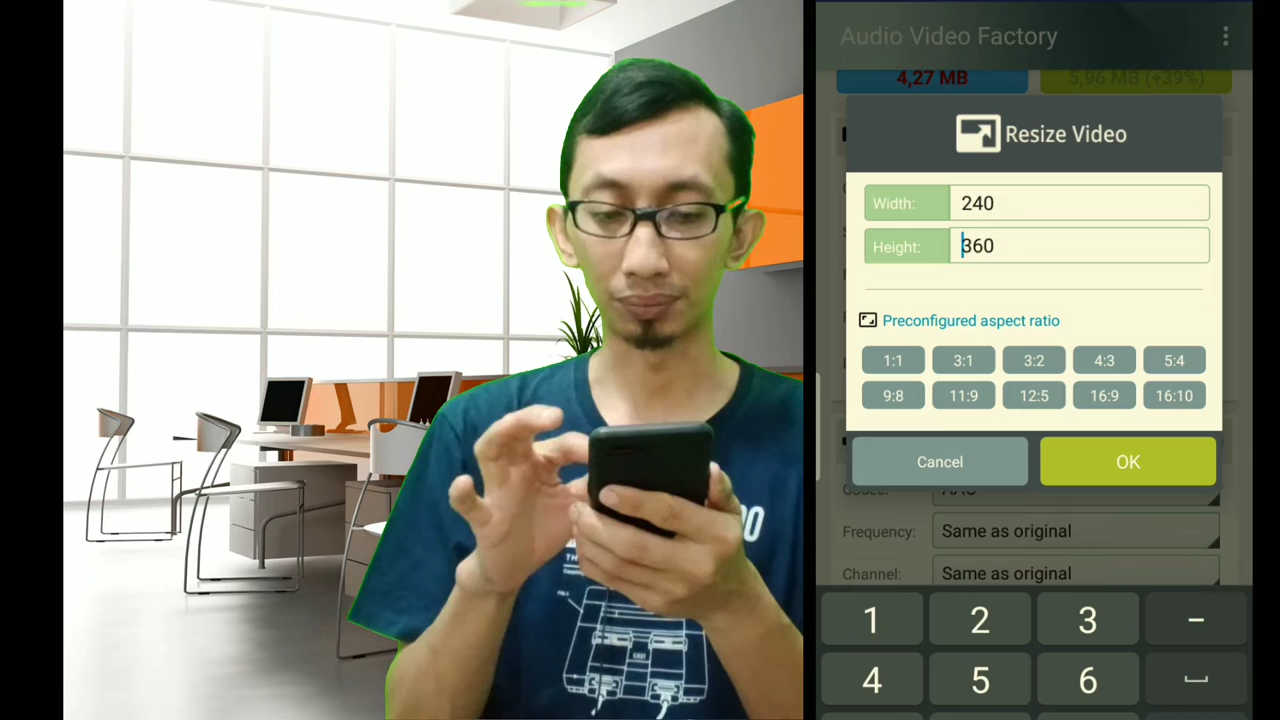 Audio Video Factory
4,27 MB
5,96 MB (+39%)
Resize Video
Width:
240
Height:
360
Preconfigured aspect ratio
1:1
3:1
3:2
4:3
5:4
9:8
11:9
12:5
16:9
16:10
Cancel
OK
Frequency:
Same as original
Channel:
Same as original
1
2
3
–
4
5
6